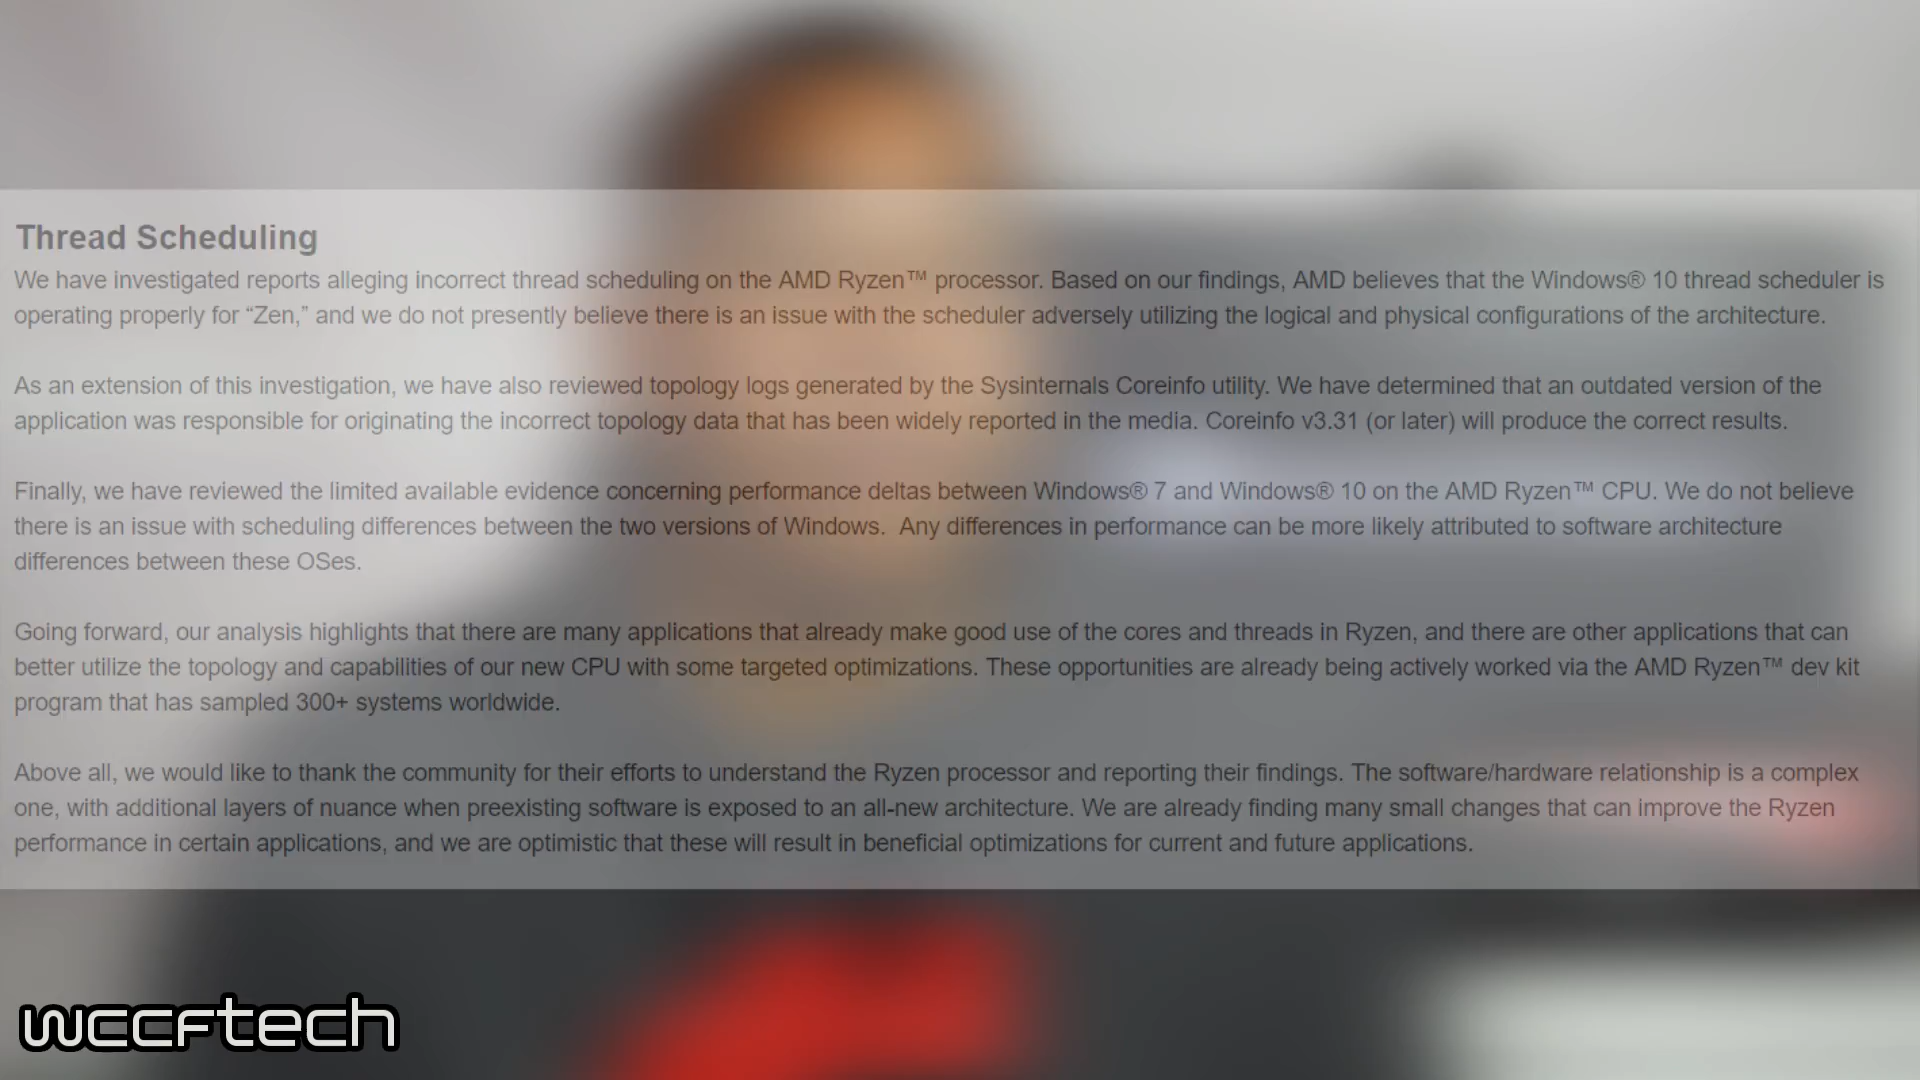 Thread Scheduling
We have investigated reports alleging incorrect thread scheduling on the AMD Ryzen™ processor. Based on our findings, AMD believes that the Windows® 10 thread scheduler is
operating properly for “Zen,” and we do not presently believe there is an issue with the scheduler adversely utilizing the logical and physical configurations of the architecture.
As an extension of this investigation, we have also reviewed topology logs generated by the Sysinternals Coreinfo utility. We have determined that an outdated version of the
application was responsible for originating the incorrect topology data that has been widely reported in the media. Coreinfo v3.31 (or later) will produce the correct results.
Finally, we have reviewed the limited available evidence concerning performance deltas between Windows® 7 and Windows® 10 on the AMD Ryzen™ CPU. We do not believe
there is an issue with scheduling differences between the two versions of Windows.  Any differences in performance can be more likely attributed to software architecture
differences between these OSes.
Going forward, our analysis highlights that there are many applications that already make good use of the cores and threads in Ryzen, and there are other applications that can
better utilize the topology and capabilities of our new CPU with some targeted optimizations. These opportunities are already being actively worked via the AMD Ryzen™ dev kit
program that has sampled 300+ systems worldwide.
Above all, we would like to thank the community for their efforts to understand the Ryzen processor and reporting their findings. The software/hardware relationship is a complex
one, with additional layers of nuance when preexisting software is exposed to an all-new architecture. We are already finding many small changes that can improve the Ryzen
performance in certain applications, and we are optimistic that these will result in beneficial optimizations for current and future applications.
wccftech